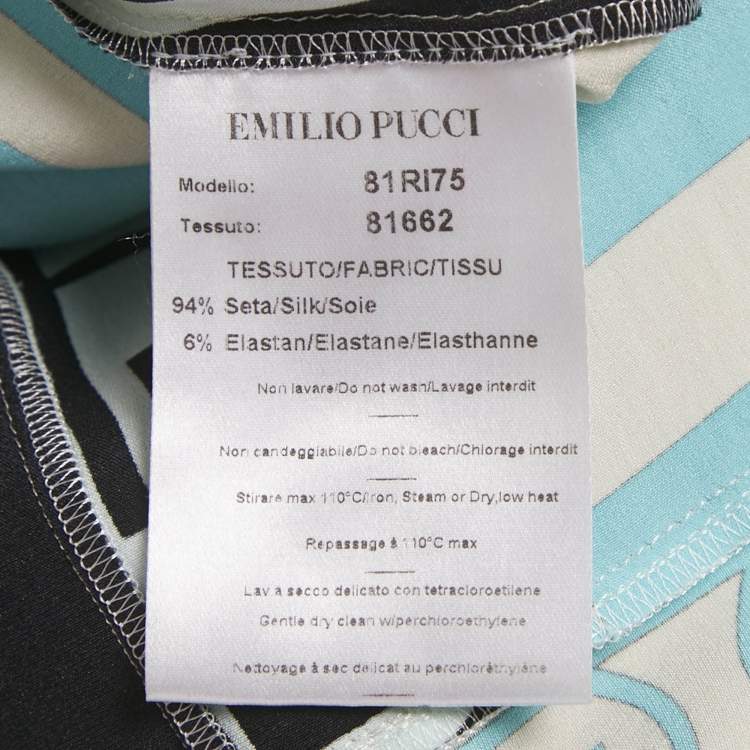 EMILIO PUCCI
Modello: 81RI75
Tessuto: 81662
TESSUTO/FABRIC/TISSU
94% Seta/Silk/Soie
6% Elastan/Elastane/Elasthanne
Non lavare/Do not wash/Lavage interdit
Non candeggiabile/Do not bleach/Chlorage interdit
Stirare max 110°C/Iron, Steam or Dry,low heat
Repassage à 110°C max
Lav a secco delicato con tetracloroetilene
Gentle dry clean w/perchloroethylene
Nettoyage à sec delicat au perchloréthylène